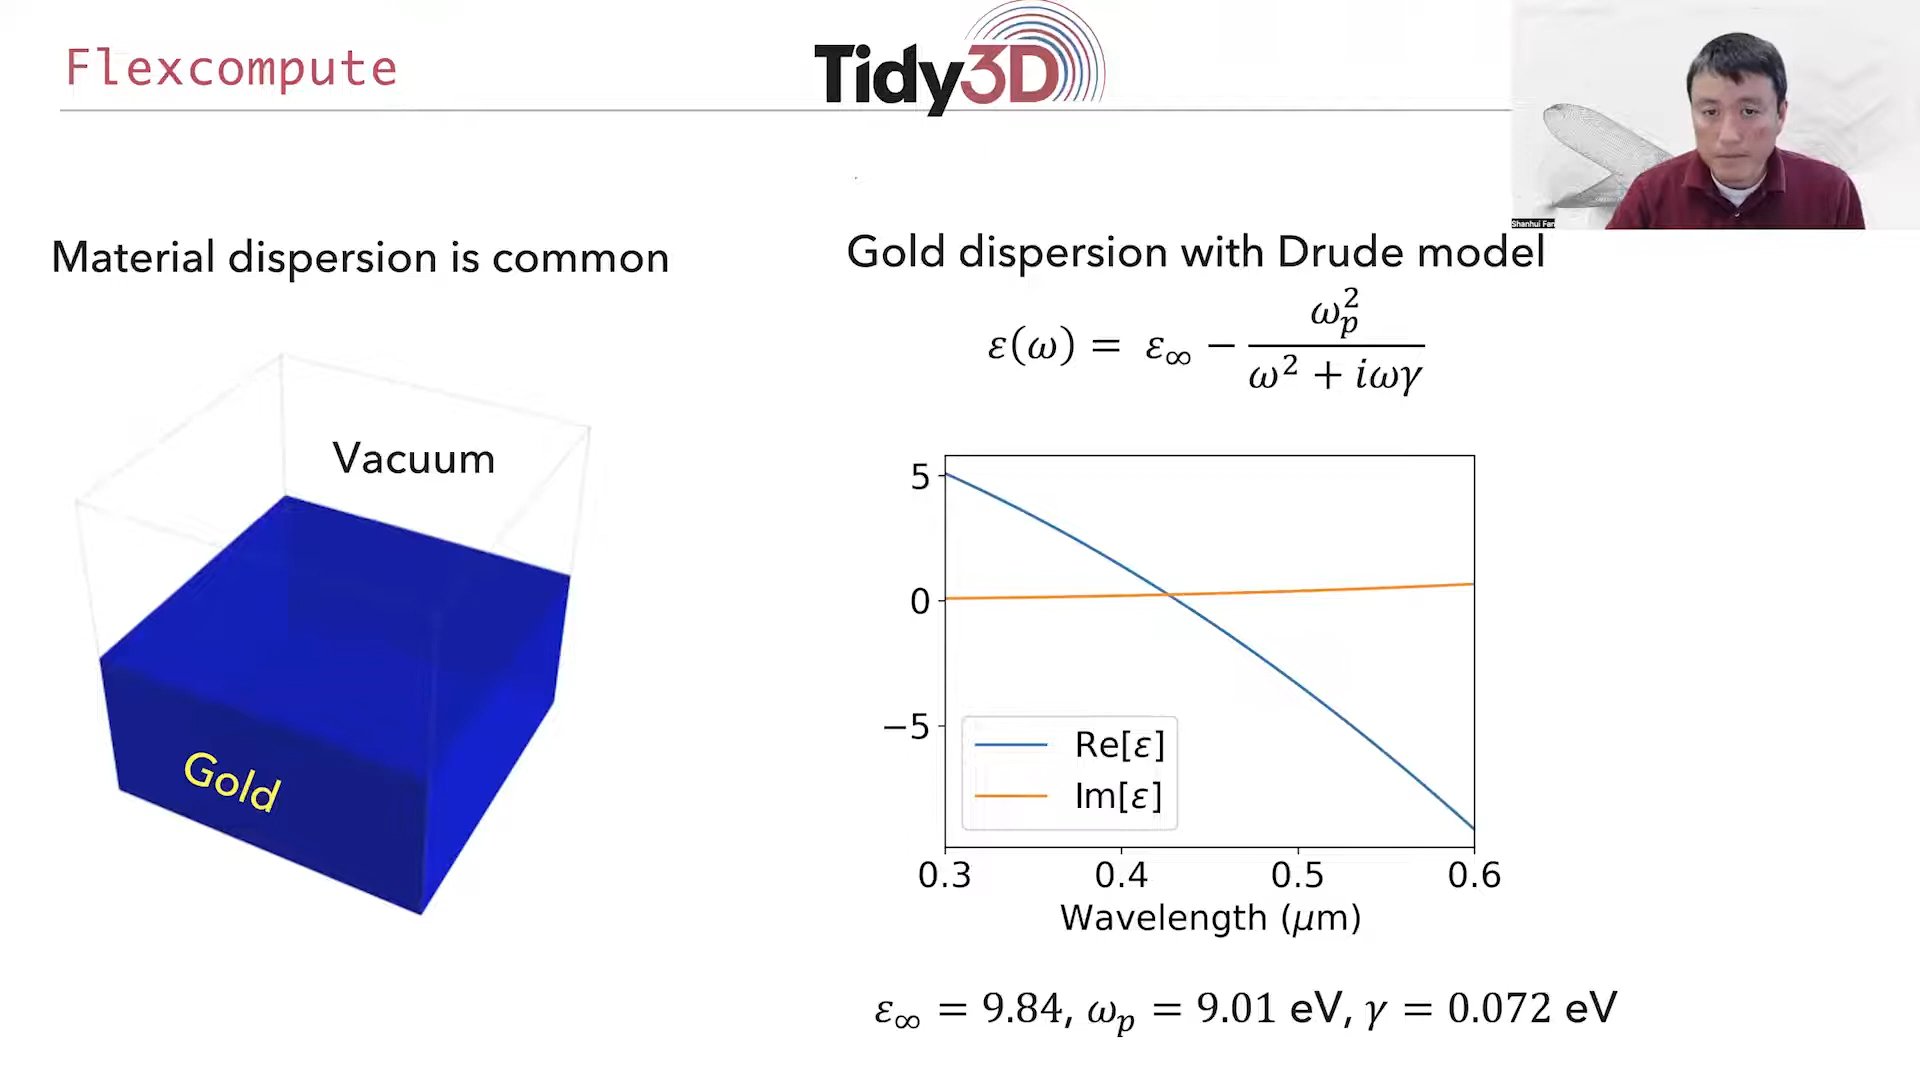 Flexcompute
Tidy3D
Shanhui Fan
Material dispersion is common
Vacuum
Gold
Gold dispersion with Drude model
ε(ω) = ε∞ − ωp² / (ω² + iωγ)
5
0
−5
Re[ε]
Im[ε]
0.3 0.4 0.5 0.6
Wavelength (μm)
ε∞ = 9.84, ωp = 9.01 eV, γ = 0.072 eV